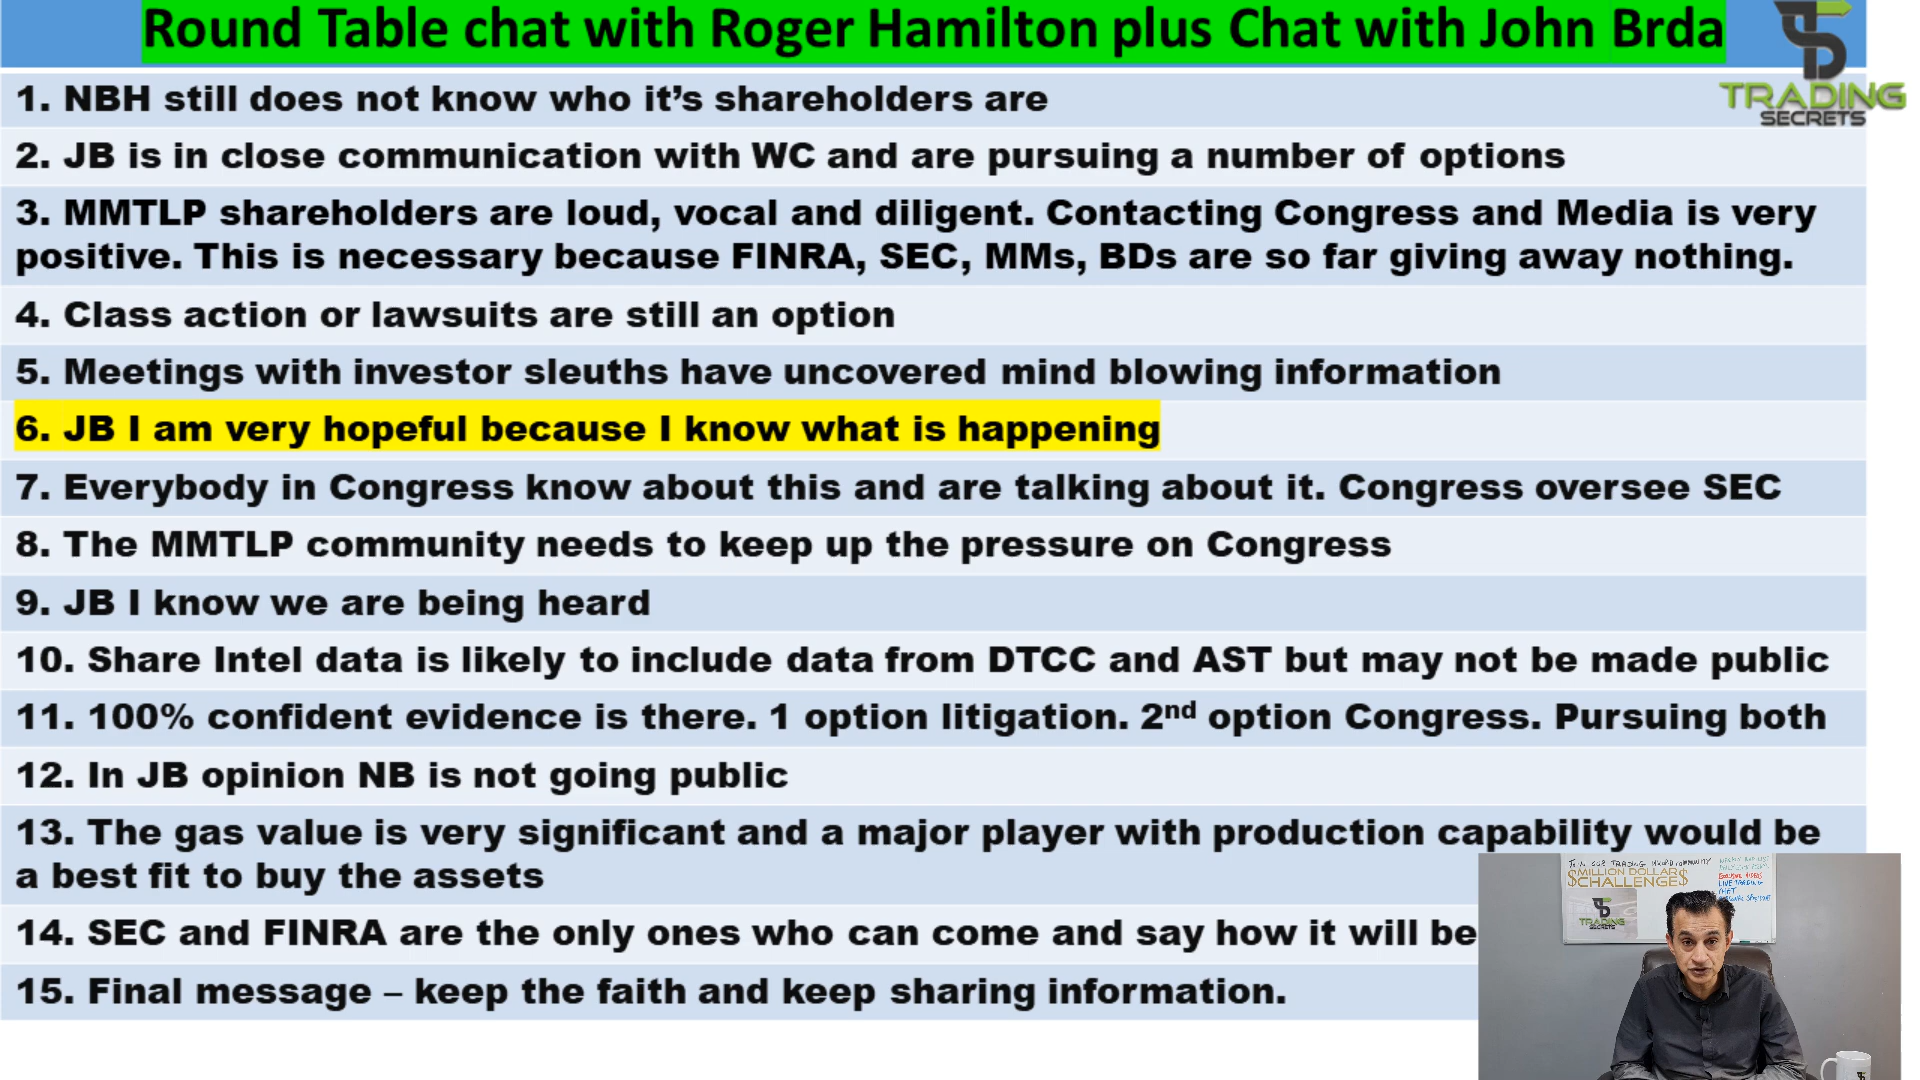 Round Table chat with Roger Hamilton plus Chat with John Brda
TRADING
SECRETS
1. NBH still does not know who it’s shareholders are
2. JB is in close communication with WC and are pursuing a number of options
3. MMTLP shareholders are loud, vocal and diligent. Contacting Congress and Media is very
positive. This is necessary because FINRA, SEC, MMs, BDs are so far giving away nothing.
4. Class action or lawsuits are still an option
5. Meetings with investor sleuths have uncovered mind blowing information
6. JB I am very hopeful because I know what is happening
7. Everybody in Congress know about this and are talking about it. Congress oversee SEC
8. The MMTLP community needs to keep up the pressure on Congress
9. JB I know we are being heard
10. Share Intel data is likely to include data from DTCC and AST but may not be made public
11. 100% confident evidence is there. 1 option litigation. 2nd option Congress. Pursuing both
12. In JB opinion NB is not going public
13. The gas value is very significant and a major player with production capability would be
a best fit to buy the assets
14. SEC and FINRA are the only ones who can come and say how it will be
15. Final message – keep the faith and keep sharing information.
$MILLION DOLLAR
CHALLENGE$
LIVE TRADING
TRADING
SECRETS